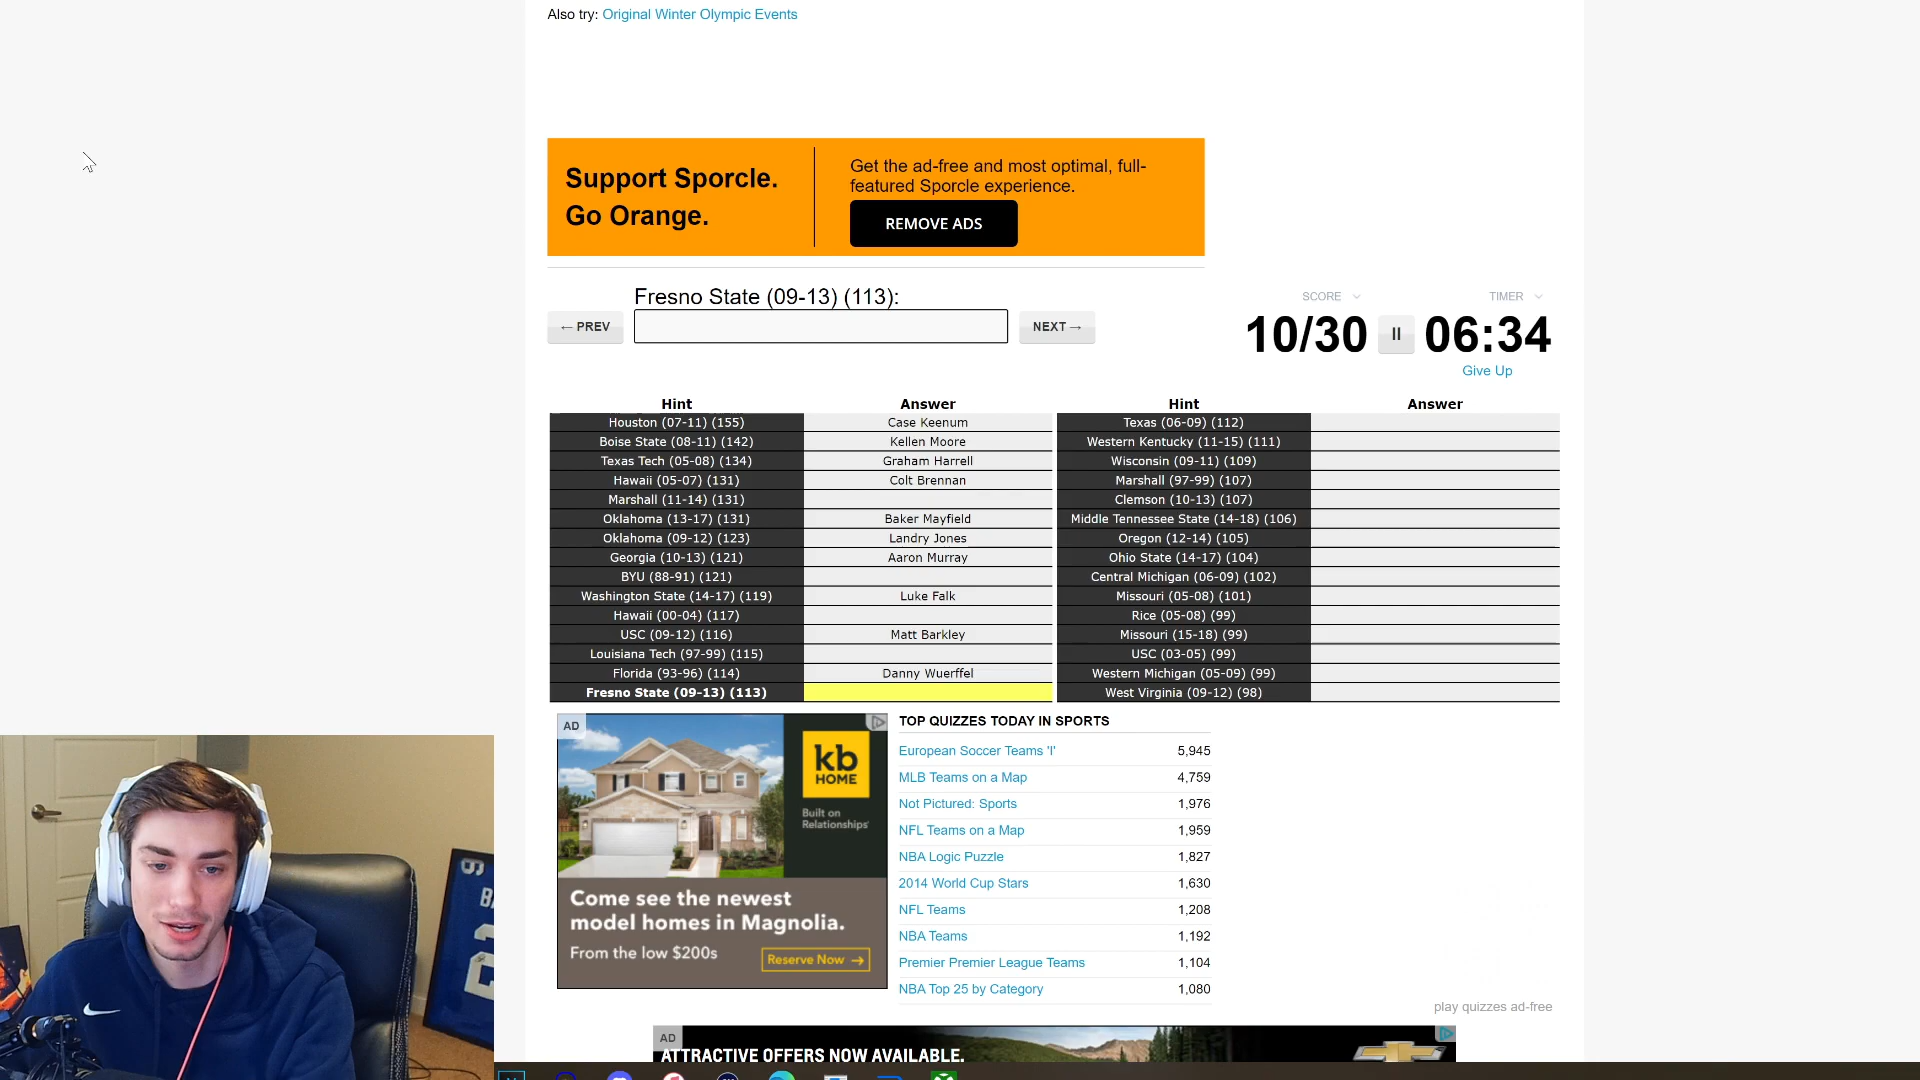 Also try: Original Winter Olympic Events
Support Sporcle.
Go Orange.
Get the ad-free and most optimal, full-
featured Sporcle experience.
REMOVE ADS
Fresno State (09-13) (113):
← PREV
NEXT →
SCORE
TIMER
10/30
06:34
Give Up
Hint Answer Hint Answer
Houston (07-11) (155) Case Keenum Texas (06-09) (112)
Boise State (08-11) (142) Kellen Moore Western Kentucky (11-15) (111)
Texas Tech (05-08) (134) Graham Harrell Wisconsin (09-11) (109)
Hawaii (05-07) (131) Colt Brennan Marshall (97-99) (107)
Marshall (11-14) (131) Clemson (10-13) (107)
Oklahoma (13-17) (131) Baker Mayfield Middle Tennessee State (14-18) (106)
Oklahoma (09-12) (123) Landry Jones Oregon (12-14) (105)
Georgia (10-13) (121) Aaron Murray Ohio State (14-17) (104)
BYU (88-91) (121) Central Michigan (06-09) (102)
Washington State (14-17) (119) Luke Falk Missouri (05-08) (101)
Hawaii (00-04) (117) Rice (05-08) (99)
USC (09-12) (116) Matt Barkley Missouri (15-18) (99)
Louisiana Tech (97-99) (115) USC (03-05) (99)
Florida (93-96) (114) Danny Wuerffel Western Michigan (05-09) (99)
Fresno State (09-13) (113) West Virginia (09-12) (98)
AD
kb
HOME
Built on
Relationships
Come see the newest
model homes in Magnolia.
From the low $200s
Reserve Now →
TOP QUIZZES TODAY IN SPORTS
European Soccer Teams 'I' 5,945
MLB Teams on a Map 4,759
Not Pictured: Sports 1,976
NFL Teams on a Map 1,959
NBA Logic Puzzle 1,827
2014 World Cup Stars 1,630
NFL Teams 1,208
NBA Teams 1,192
Premier Premier League Teams 1,104
NBA Top 25 by Category 1,080
play quizzes ad-free
AD
ATTRACTIVE OFFERS NOW AVAILABLE.